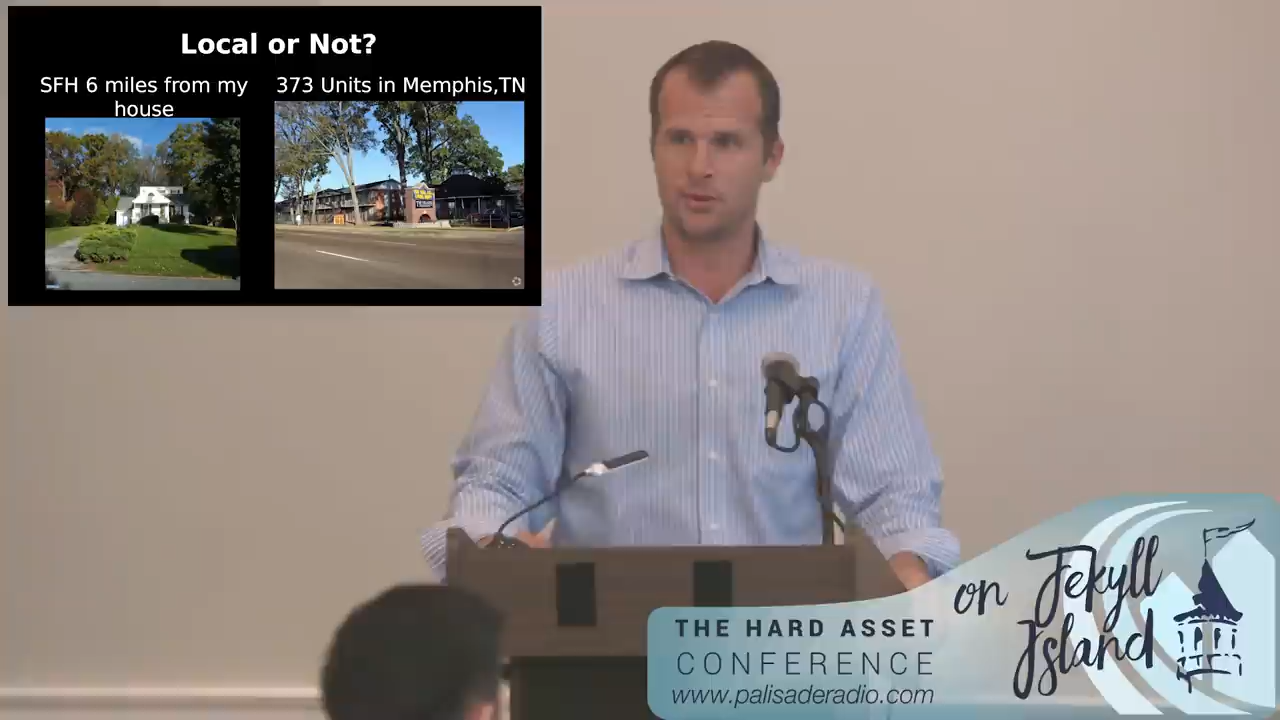 Local or Not?
SFH 6 miles from my
house
373 Units in Memphis,TN
on Jekyll
Island
THE HARD ASSET
CONFERENCE
www.palisaderadio.com